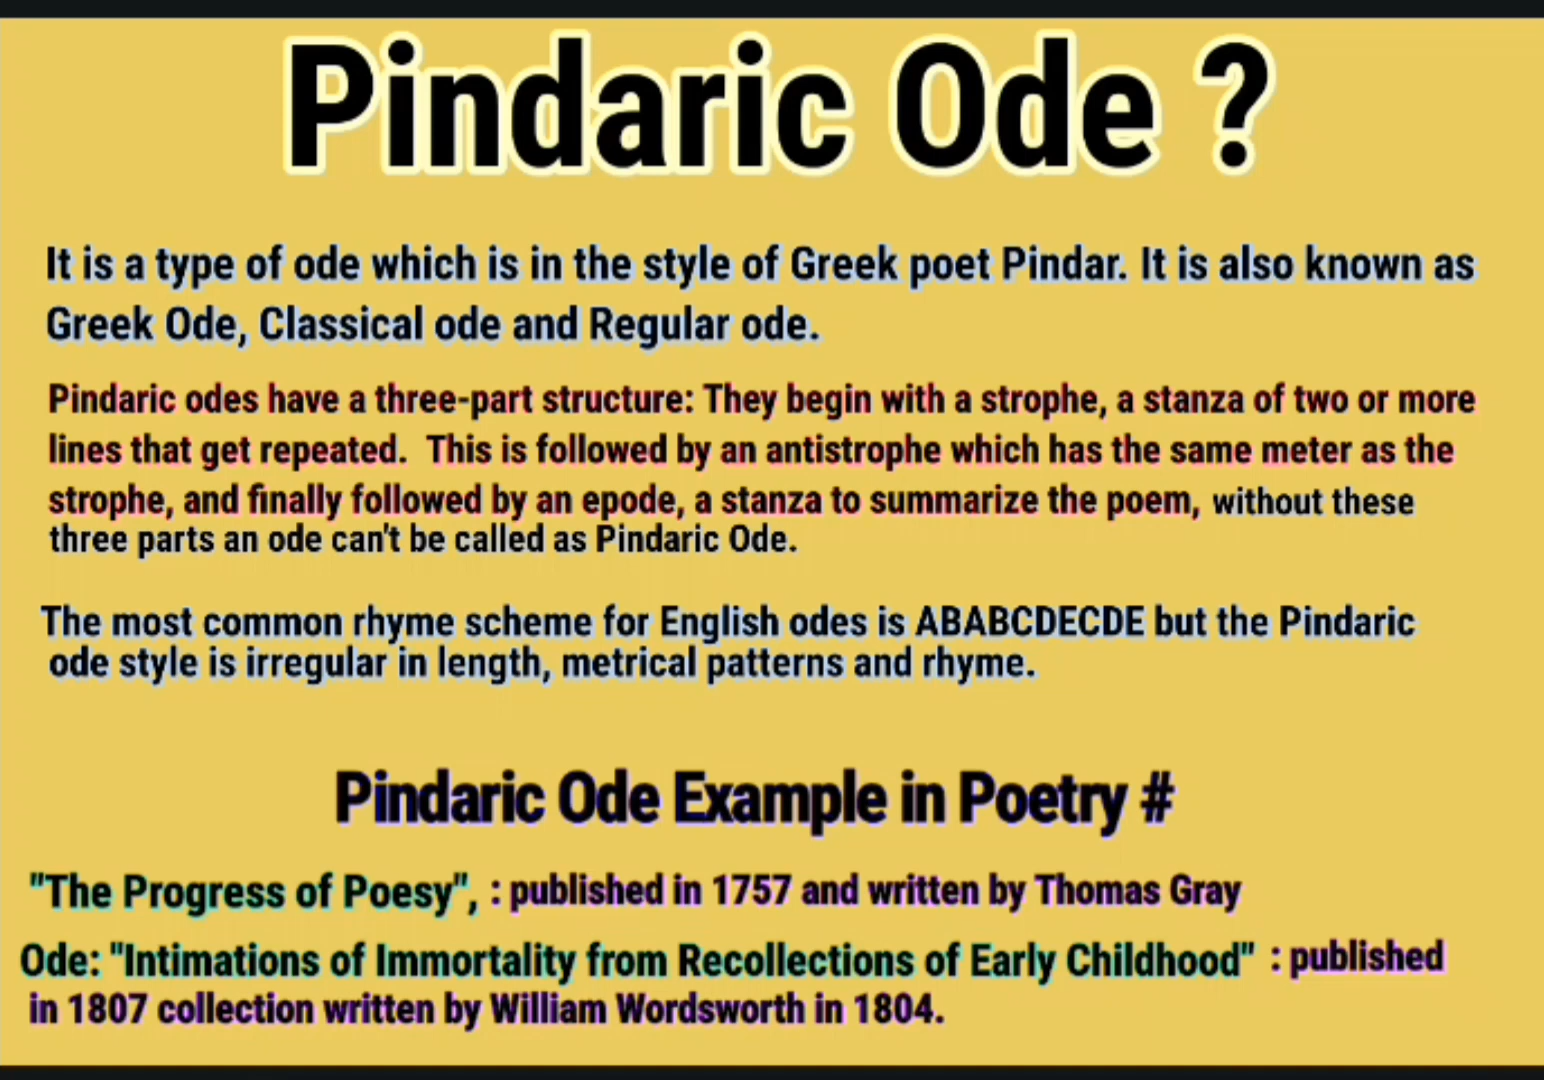 Pindaric Ode ?
It is a type of ode which is in the style of Greek poet Pindar. It is also known as
Greek Ode, Classical ode and Regular ode.
Pindaric odes have a three-part structure: They begin with a strophe, a stanza of two or more
lines that get repeated. This is followed by an antistrophe which has the same meter as the
strophe, and finally followed by an epode, a stanza to summarize the poem, without these
three parts an ode can't be called as Pindaric Ode.
The most common rhyme scheme for English odes is ABABCDECDE but the Pindaric
ode style is irregular in length, metrical patterns and rhyme.
Pindaric Ode Example in Poetry #
"The Progress of Poesy", : published in 1757 and written by Thomas Gray
Ode: "Intimations of Immortality from Recollections of Early Childhood" : published
in 1807 collection written by William Wordsworth in 1804.